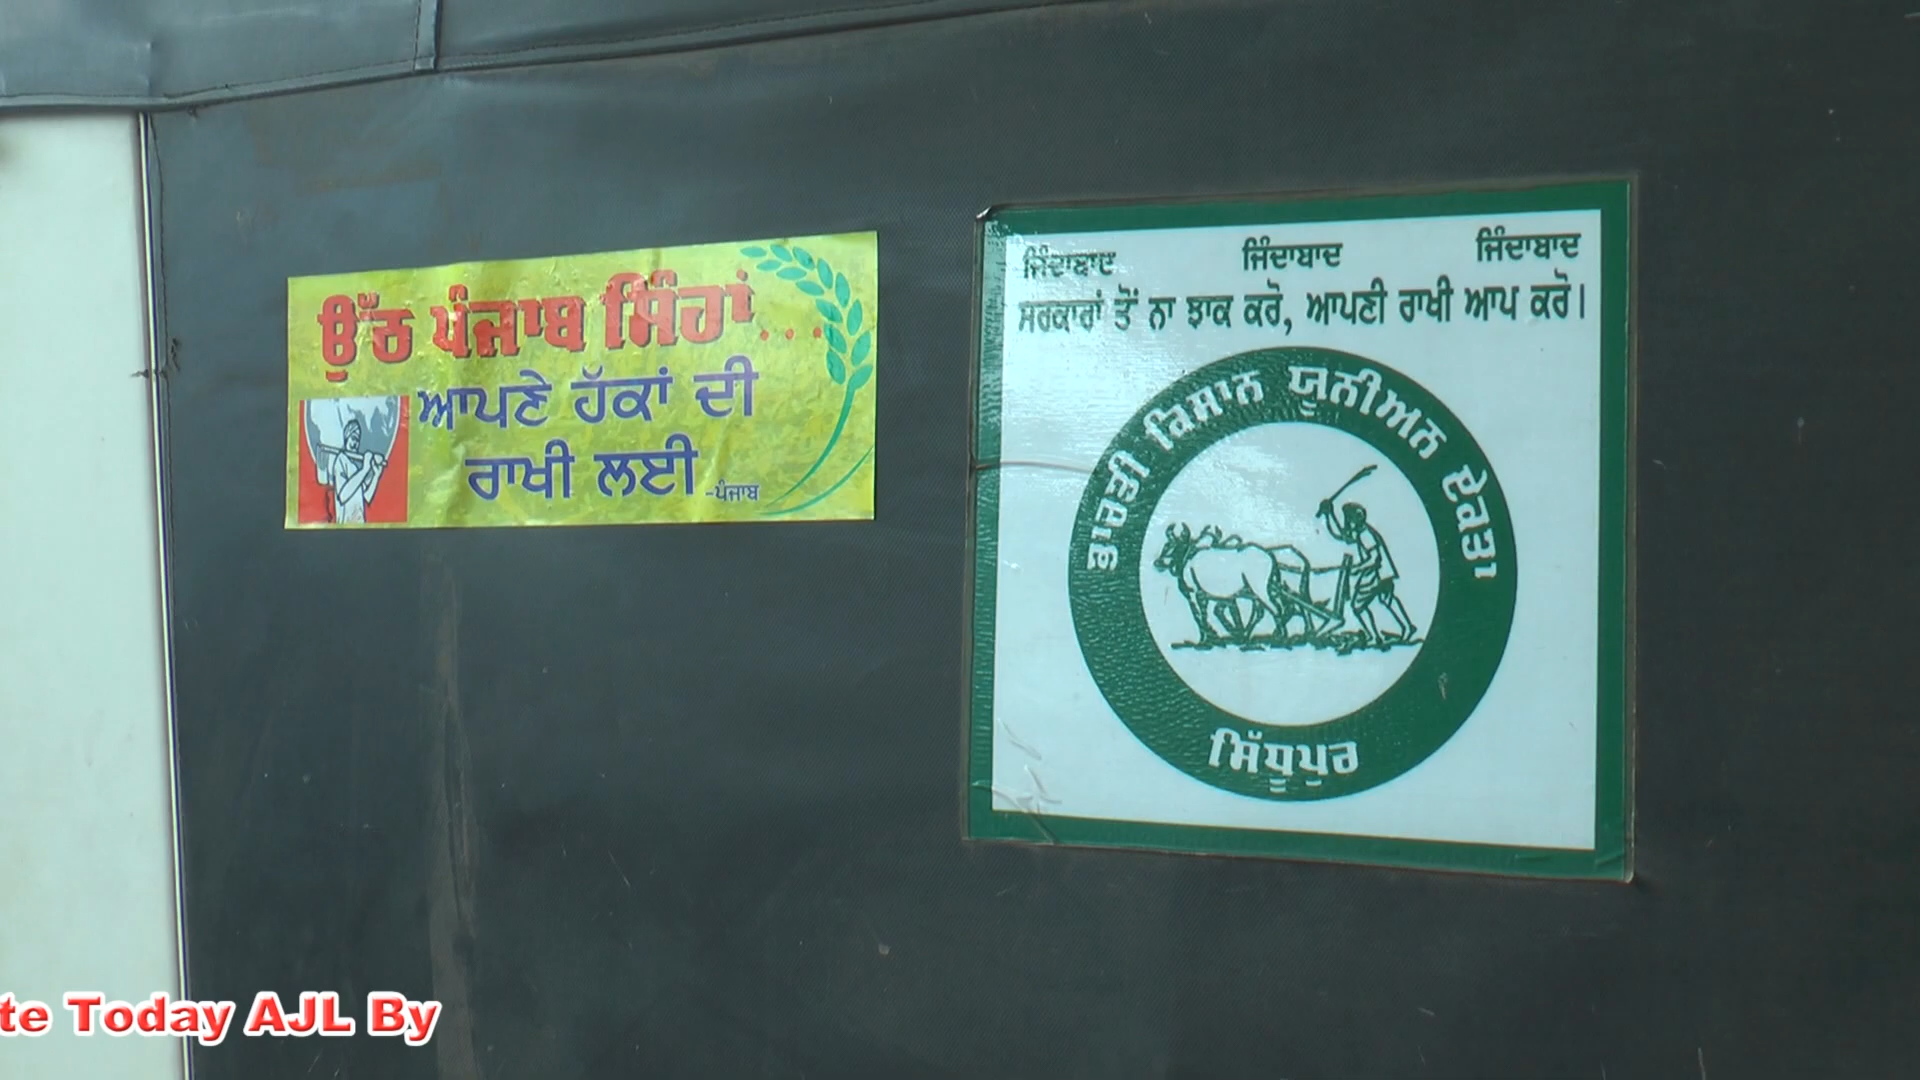 ਉੱਠ ਪੰਜਾਬ ਸਿੰਹਾਂ...
ਆਪਣੇ ਹੱਕਾਂ ਦੀ
ਰਾਖੀ ਲਈ
-ਪੰਜਾਬ
ਜਿੰਦਾਬਾਦ ਜਿੰਦਾਬਾਦ ਜਿੰਦਾਬਾਦ
ਸਰਕਾਰਾਂ ਤੋਂ ਨਾ ਝਾਕ ਕਰੋ, ਆਪਣੀ ਰਾਖੀ ਆਪ ਕਰੋ।
ਭਾਰਤੀ ਕਿਸਾਨ ਯੂਨੀਅਨ ਏਕਤਾ
ਸਿੱਧੂਪੁਰ
te Today AJL By